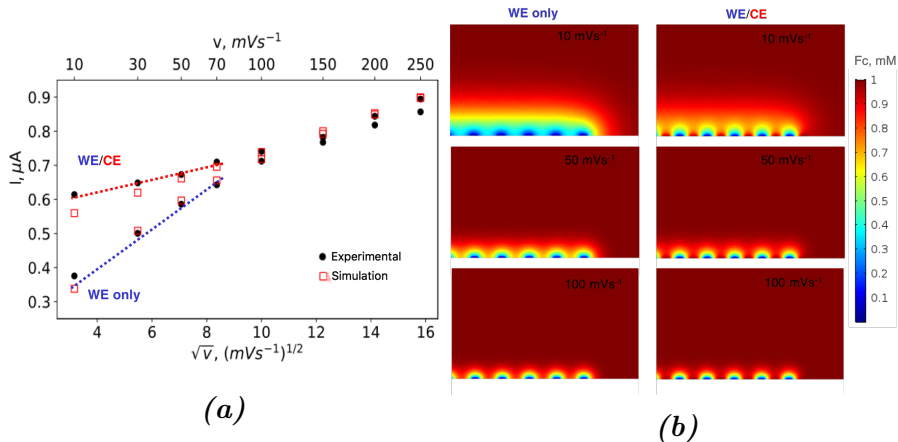 v, mVs⁻¹
10 30 50 70 100 150 200 250
0.9
0.8
0.7
0.6
0.5
0.4
0.3
I, μA
WE/CE
WE only
Experimental
Simulation
4 6 8 10 12 14 16
√v, (mVs⁻¹)^1/2
(a)
WE only
WE/CE
10 mVs⁻¹
10 mVs⁻¹
50 mVs⁻¹
50 mVs⁻¹
100 mVs⁻¹
100 mVs⁻¹
Fc, mM
1
0.9
0.8
0.7
0.6
0.5
0.4
0.3
0.2
0.1
(b)